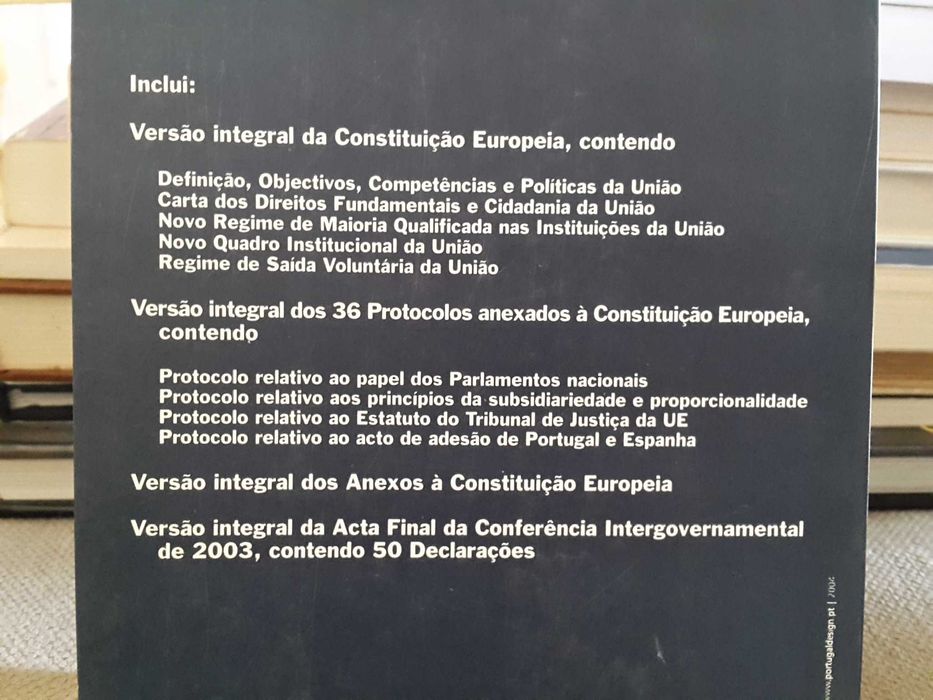 Inclui:
Versão integral da Constituição Europeia, contendo
Definição, Objectivos, Competências e Políticas da União
Carta dos Direitos Fundamentais e Cidadania da União
Novo Regime de Maioria Qualificada nas Instituições da União
Novo Quadro Institucional da União
Regime de Saída Voluntária da União
Versão integral dos 36 Protocolos anexados à Constituição Europeia,
contendo
Protocolo relativo ao papel dos Parlamentos nacionais
Protocolo relativo aos princípios da subsidiariedade e proporcionalidade
Protocolo relativo ao Estatuto do Tribunal de Justiça da UE
Protocolo relativo ao acto de adesão de Portugal e Espanha
Versão integral dos Anexos à Constituição Europeia
Versão integral da Acta Final da Conferência Intergovernamental
de 2003, contendo 50 Declarações
www.portugaldesign.pt | 2004